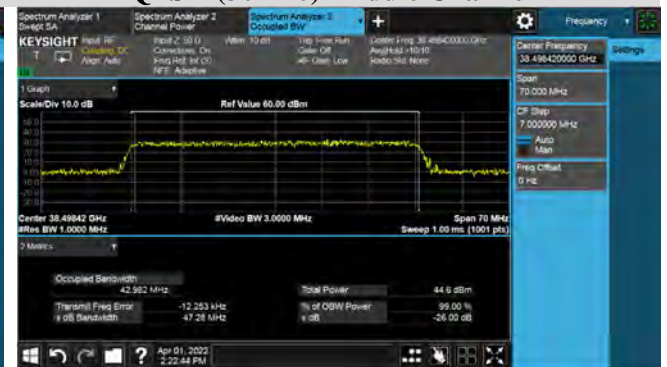 Spectrum Analyzer 1
Swept SA
Spectrum Analyzer 2
Channel Power
Spectrum Analyzer 3
Occupied BW
Frequency
KEYSIGHT Input: RF
Coupling: DC
Align: Auto
Input Z: 50 Ω
Corrections: On
Freq Ref: Int (S)
NFE: Adaptive
Atten: 10 dB
Trig: Free Run
Gate: Off
#IF Gain: Low
Center Freq: 38.498420000 GHz
Avg|Hold:>10/10
Radio Std: None
Center Frequency
38.498420000 GHz
Settings
Span
70.000 MHz
CF Step
7.000000 MHz
Auto
Man
Freq Offset
0 Hz
1 Graph
Scale/Div 10.0 dB
Ref Value 60.00 dBm
Center 38.49842 GHz
#Video BW 3.0000 MHz
Span 70 MHz
#Res BW 1.0000 MHz
Sweep 1.00 ms (1001 pts)
2 Metrics
Occupied Bandwidth
42.982 MHz
Total Power
44.6 dBm
Transmit Freq Error
-12.253 kHz
% of OBW Power
99.00 %
x dB Bandwidth
47.28 MHz
x dB
-26.00 dB
Apr 01, 2022
2:22:44 PM